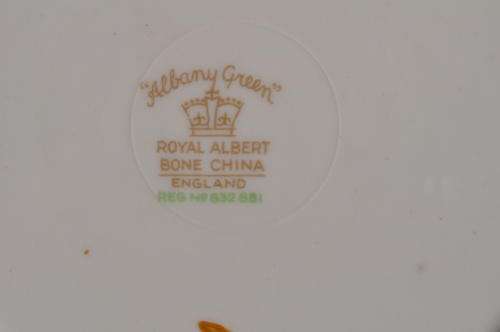 "Albany Green"
ROYAL ALBERT
BONE CHINA
ENGLAND
REG Nº 832 881